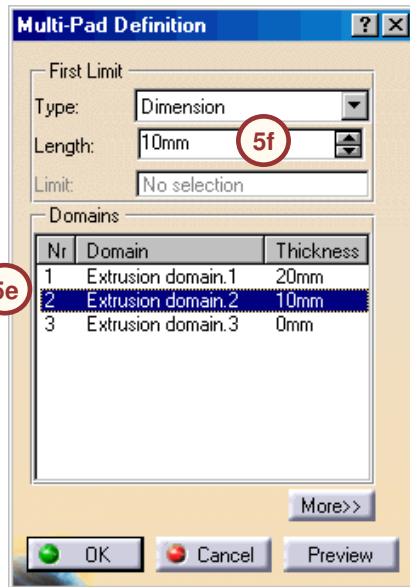 Multi-Pad Definition ? ×
First Limit
Type: Dimension
Length: 10mm 5f
Limit: No selection
Domains
Nr Domain Thickness
1 Extrusion domain.1 20mm
5e
2 Extrusion domain.2 10mm
3 Extrusion domain.3 0mm
More>>
OK Cancel Preview